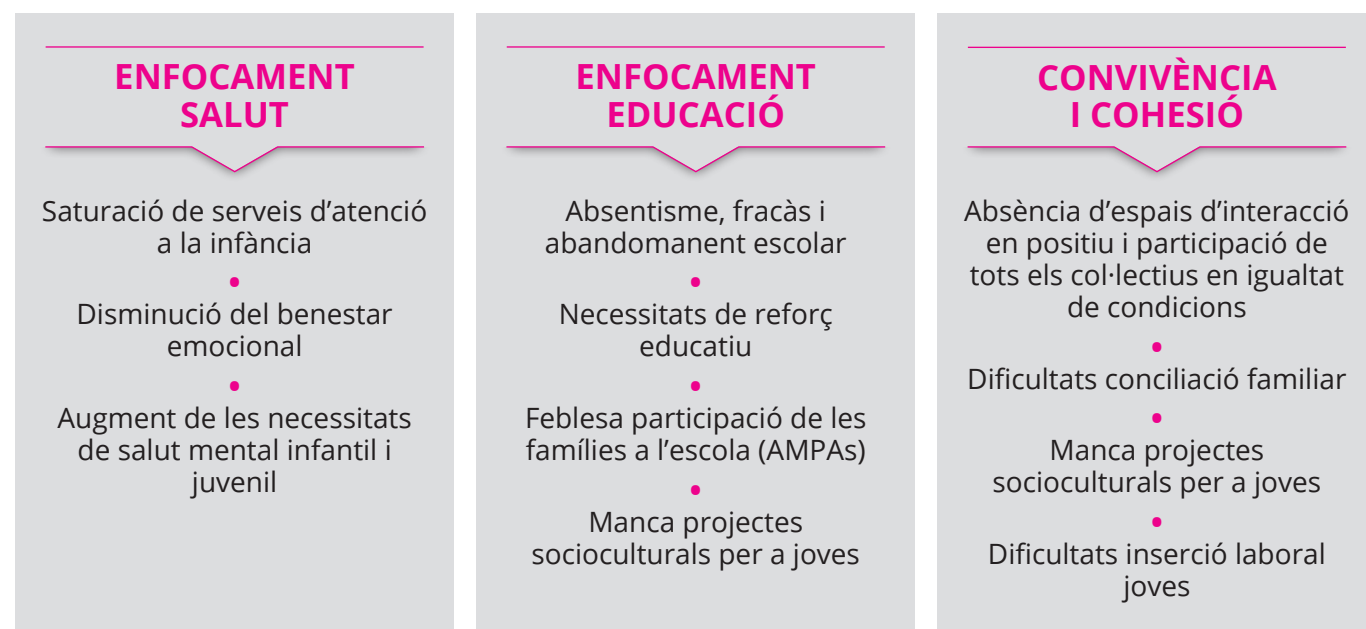 ENFOCAMENT
SALUT
Saturació de serveis d’atenció
a la infància
•
Disminució del benestar
emocional
•
Augment de les necessitats
de salut mental infantil i
juvenil
ENFOCAMENT
EDUCACIÓ
Absentisme, fracàs i
abandomanent escolar
•
Necessitats de reforç
educatiu
•
Feblesa participació de les
famílies a l’escola (AMPAs)
•
Manca projectes
socioculturals per a joves
CONVIVÈNCIA
I COHESIÓ
Absència d’espais d’interacció
en positiu i participació de
tots els col·lectius en igualtat
de condicions
•
Dificultats conciliació familiar
•
Manca projectes
socioculturals per a joves
•
Dificultats inserció laboral
joves